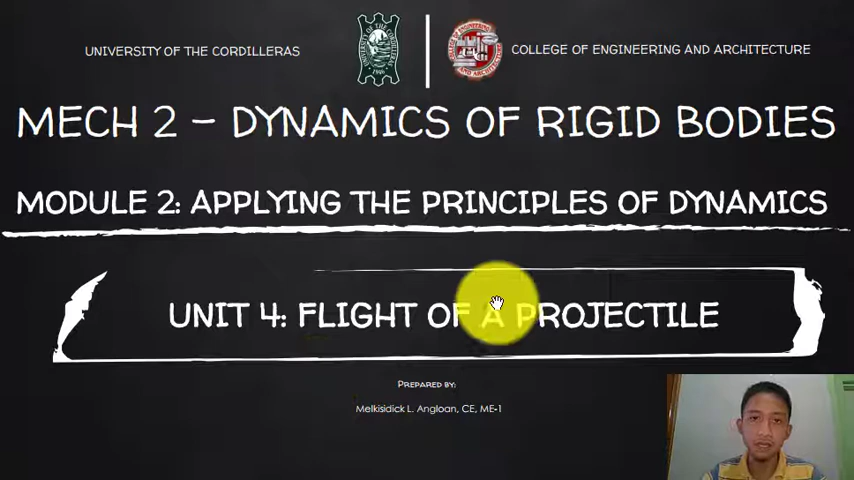 UNIVERSITY OF THE CORDILLERAS
COLLEGE OF ENGINEERING AND ARCHITECTURE
MECH 2 – DYNAMICS OF RIGID BODIES
MODULE 2: APPLYING THE PRINCIPLES OF DYNAMICS
UNIT 4: FLIGHT OF A PROJECTILE
PREPARED BY:
Melkisidick L. Angloan, CE, ME-1